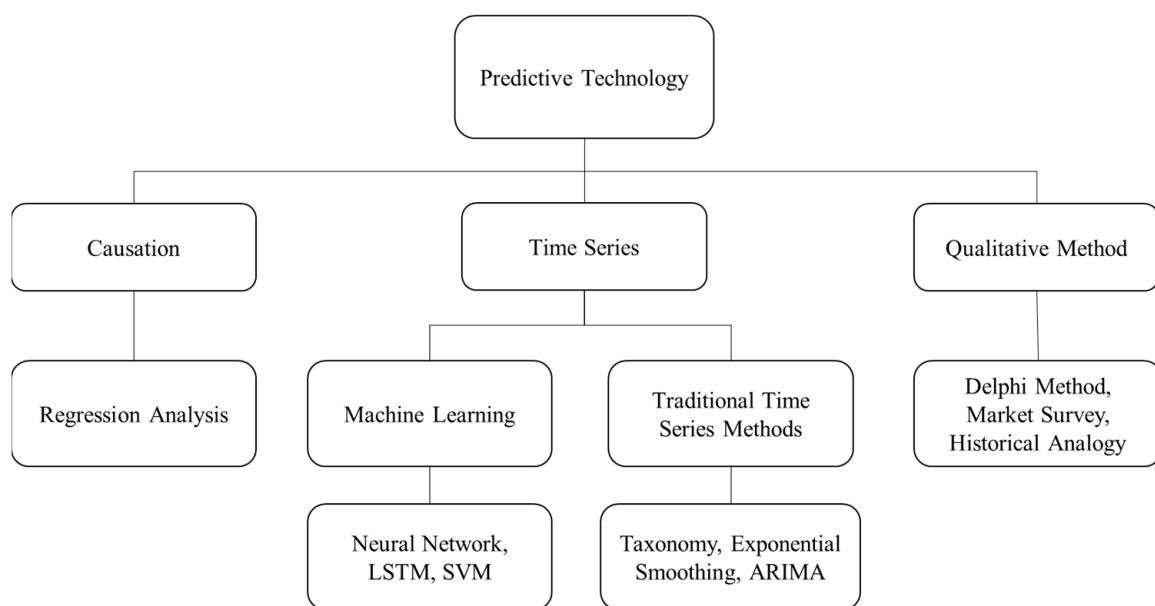 Predictive Technology
Causation
Time Series
Qualitative Method
Regression Analysis
Machine Learning
Traditional Time
Series Methods
Delphi Method,
Market Survey,
Historical Analogy
Neural Network,
LSTM, SVM
Taxonomy, Exponential
Smoothing, ARIMA